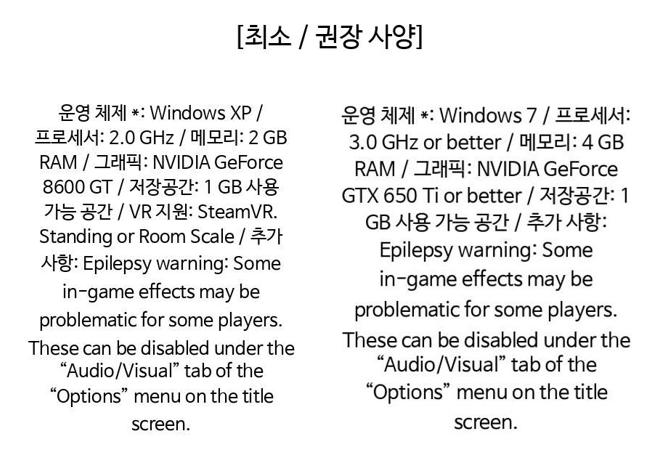 [최소 / 권장 사양]
운영 체제 *: Windows XP /
프로세서: 2.0 GHz / 메모리: 2 GB
RAM / 그래픽: NVIDIA GeForce
8600 GT / 저장공간: 1 GB 사용
가능 공간 / VR 지원: SteamVR.
Standing or Room Scale / 추가
사항: Epilepsy warning: Some
in-game effects may be
problematic for some players.
These can be disabled under the
“Audio/Visual” tab of the
“Options” menu on the title
screen.
운영 체제 *: Windows 7 / 프로세서:
3.0 GHz or better / 메모리: 4 GB
RAM / 그래픽: NVIDIA GeForce
GTX 650 Ti or better / 저장공간: 1
GB 사용 가능 공간 / 추가 사항:
Epilepsy warning: Some
in-game effects may be
problematic for some players.
These can be disabled under the
“Audio/Visual” tab of the
“Options” menu on the title
screen.